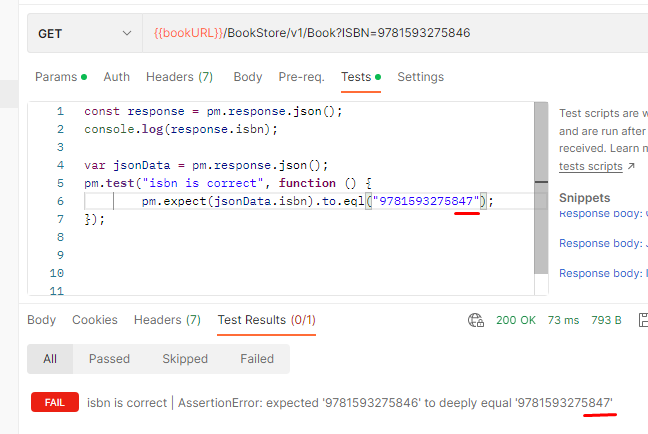 GET {{bookURL}}/BookStore/v1/Book?ISBN=9781593275846
Params Auth Headers (7) Body Pre-req. Tests Settings
1 const response = pm.response.json();
2 console.log(response.isbn);
3
4 var jsonData = pm.response.json();
5 pm.test("isbn is correct", function () {
6 pm.expect(jsonData.isbn).to.eql("9781593275847");
7 });
8
9
10
11
Test scripts are w
and are run after
received. Learn m
tests scripts ↗
Snippets
Response body: 
Response body: J
Response body: I
Body Cookies Headers (7) Test Results (0/1) 200 OK 73 ms 793 B
All Passed Skipped Failed
FAIL isbn is correct | AssertionError: expected '9781593275846' to deeply equal '9781593275847'